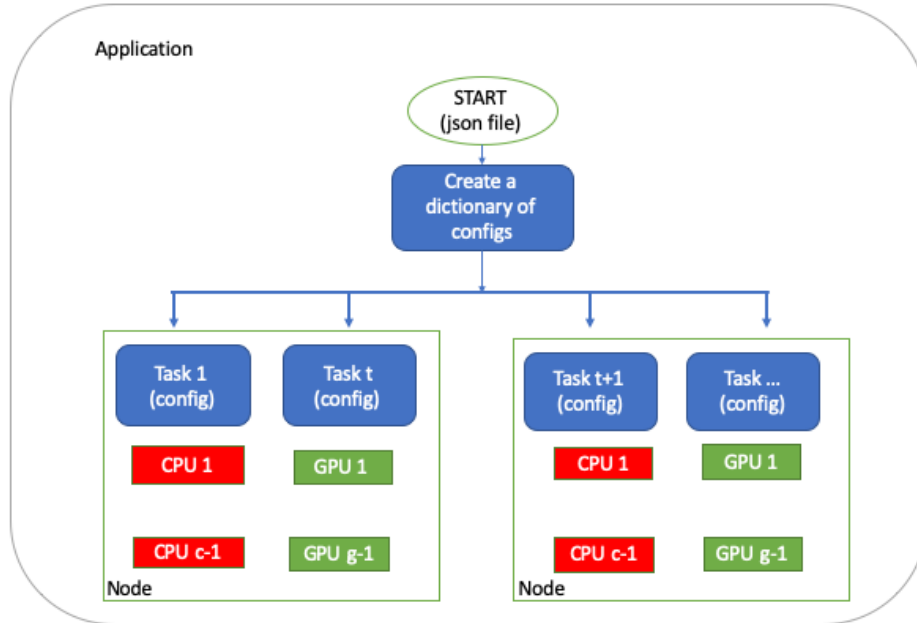 Application
START
(json file)
Create a
dictionary of
configs
Task 1
(config)
Task t
(config)
Task t+1
(config)
Task ...
(config)
CPU 1
GPU 1
CPU 1
GPU 1
CPU c-1
GPU g-1
CPU c-1
GPU g-1
Node
Node